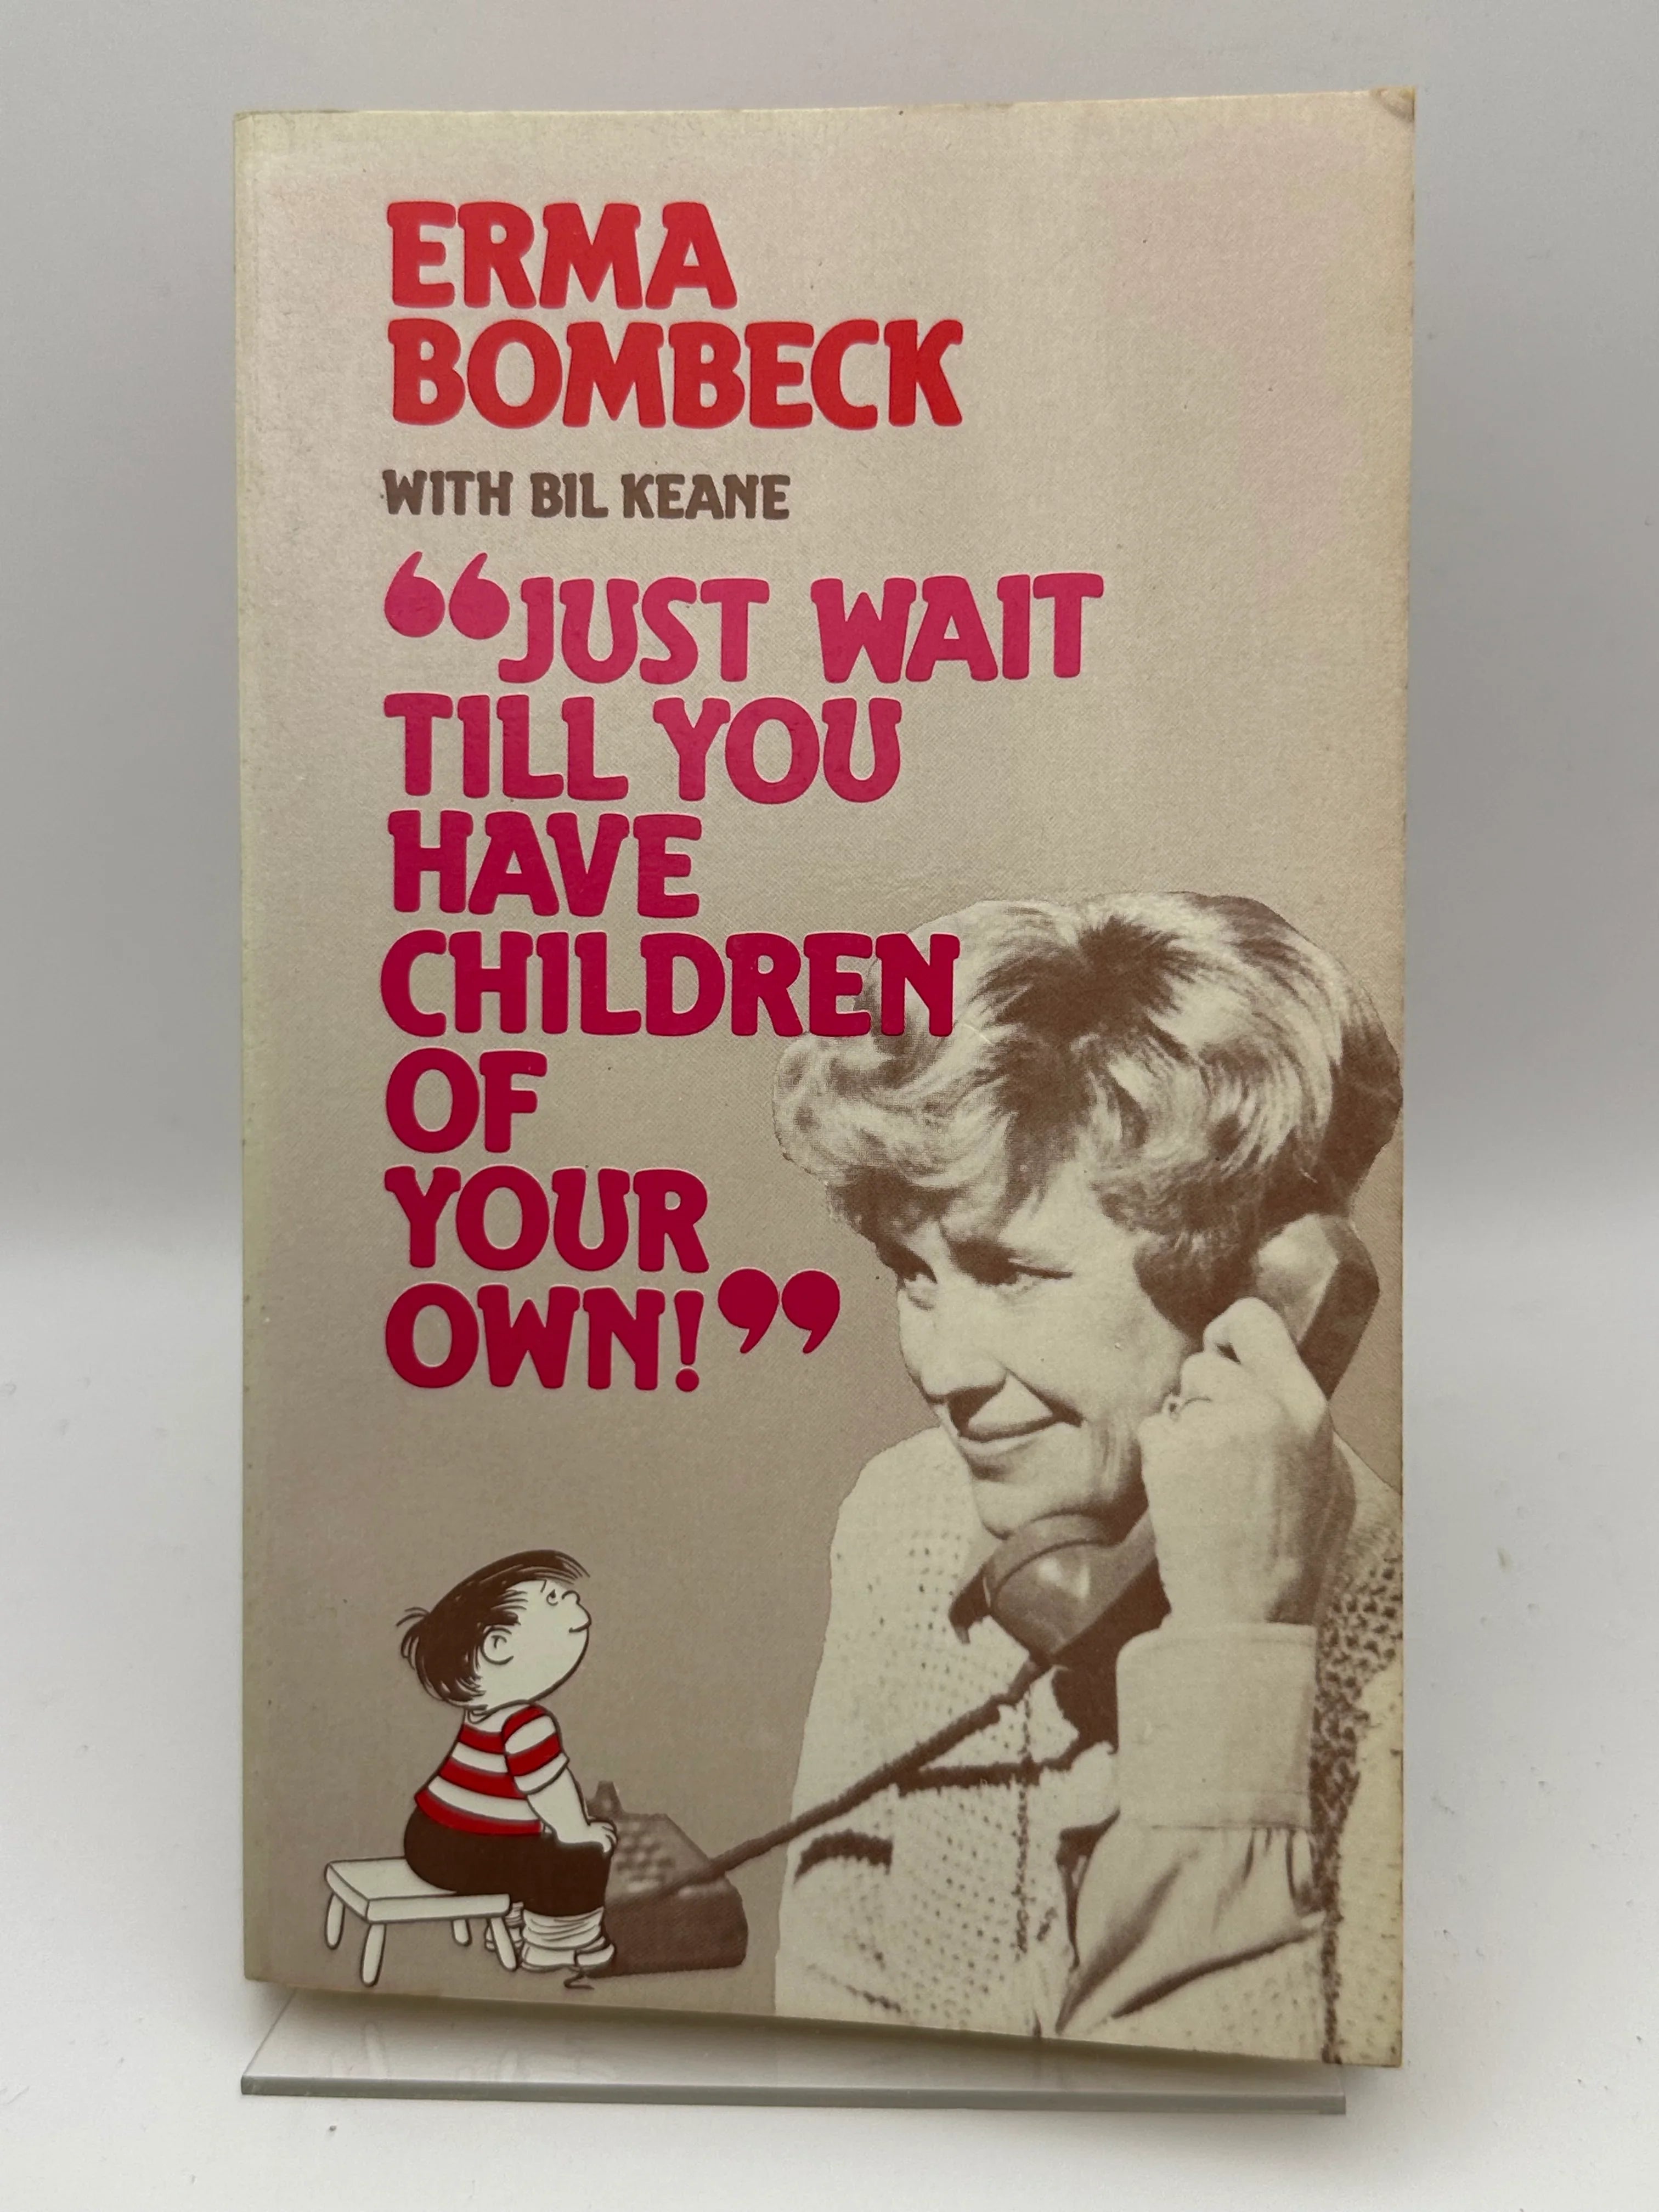 ERMA
BOMBECK
WITH BIL KEANE
“JUST WAIT
TILL YOU
HAVE
CHILDREN
OF
YOUR
OWN!”